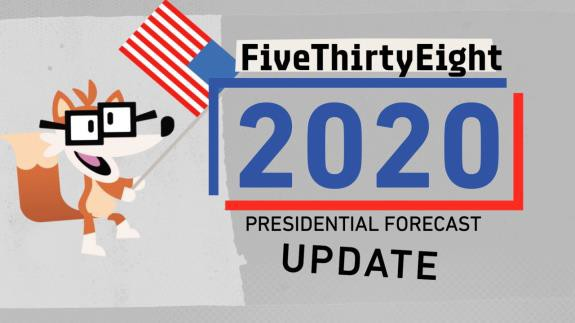 FiveThirtyEight
2020
PRESIDENTIAL FORECAST
UPDATE